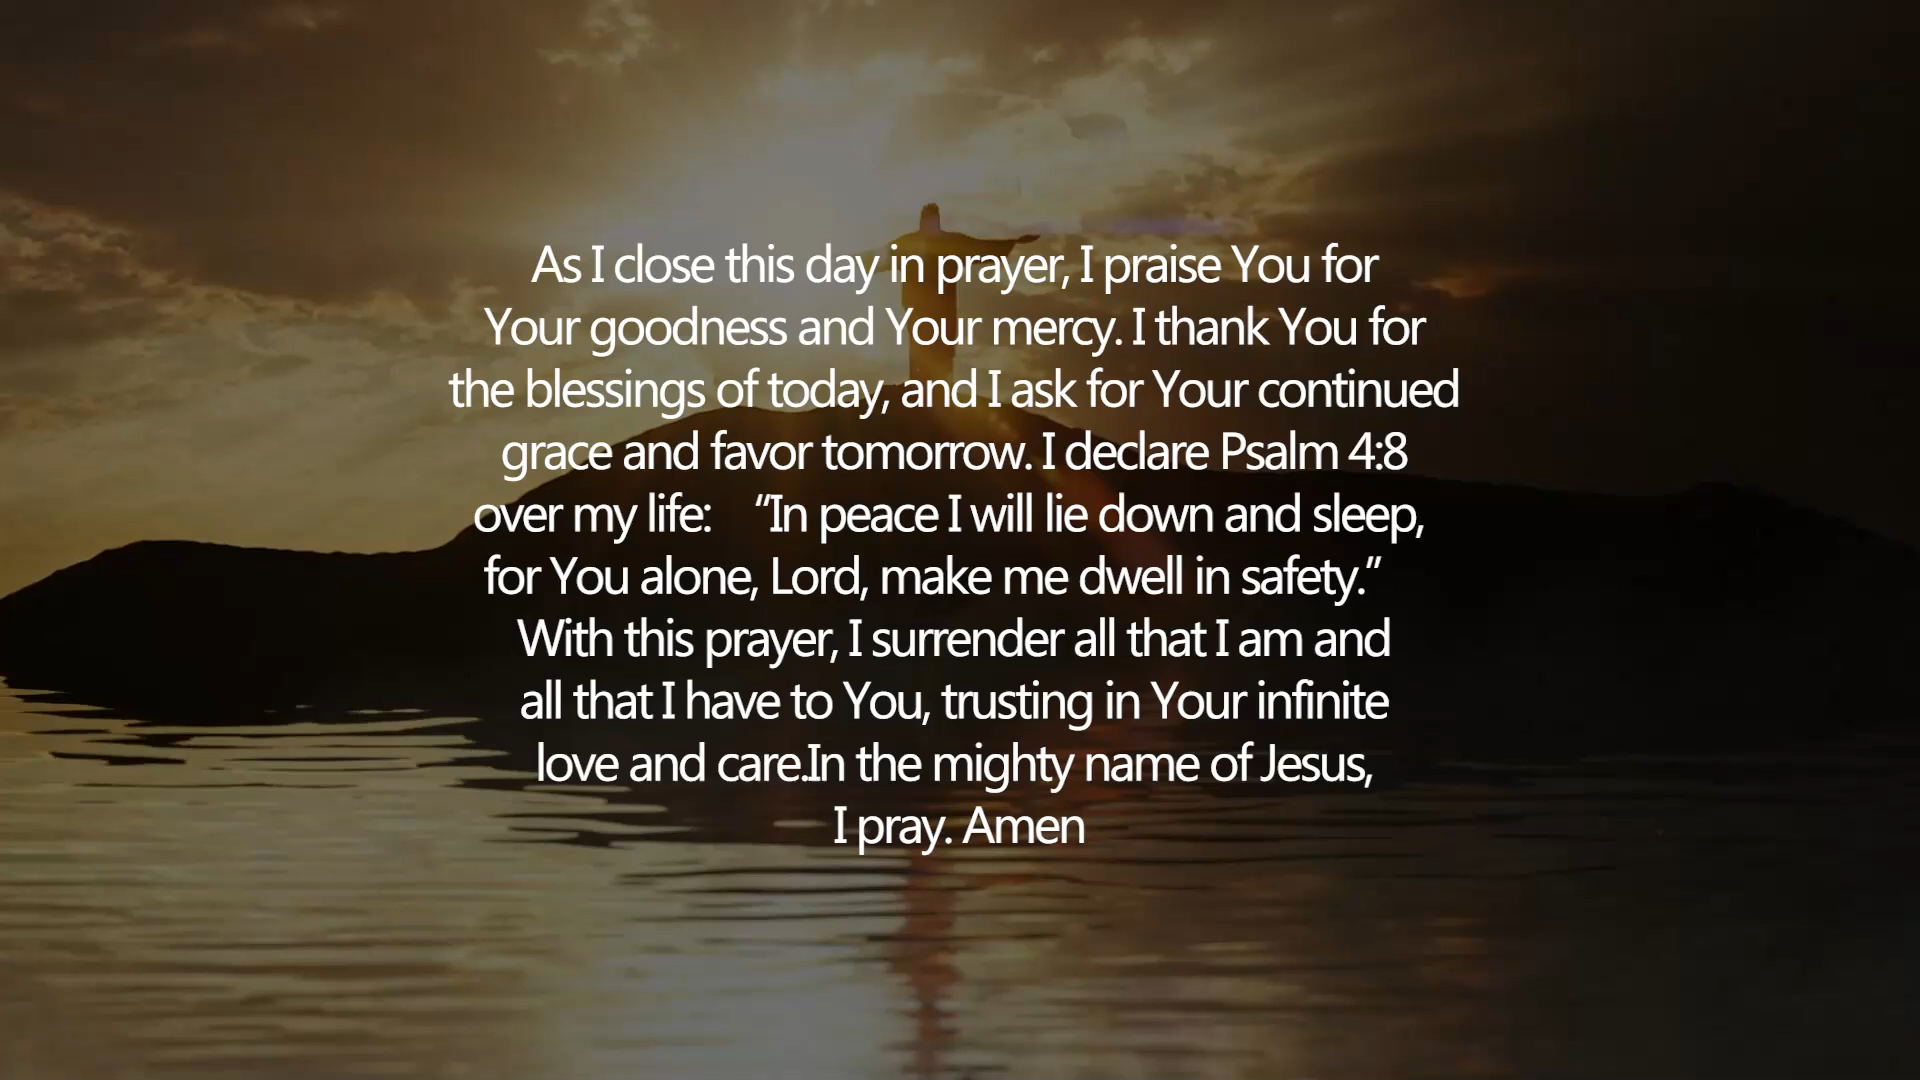 As I close this day in prayer, I praise You for
Your goodness and Your mercy. I thank You for
the blessings of today, and I ask for Your continued
grace and favor tomorrow. I declare Psalm 4:8
over my life: “In peace I will lie down and sleep,
for You alone, Lord, make me dwell in safety.”
With this prayer, I surrender all that I am and
all that I have to You, trusting in Your infinite
love and care.In the mighty name of Jesus,
I pray. Amen